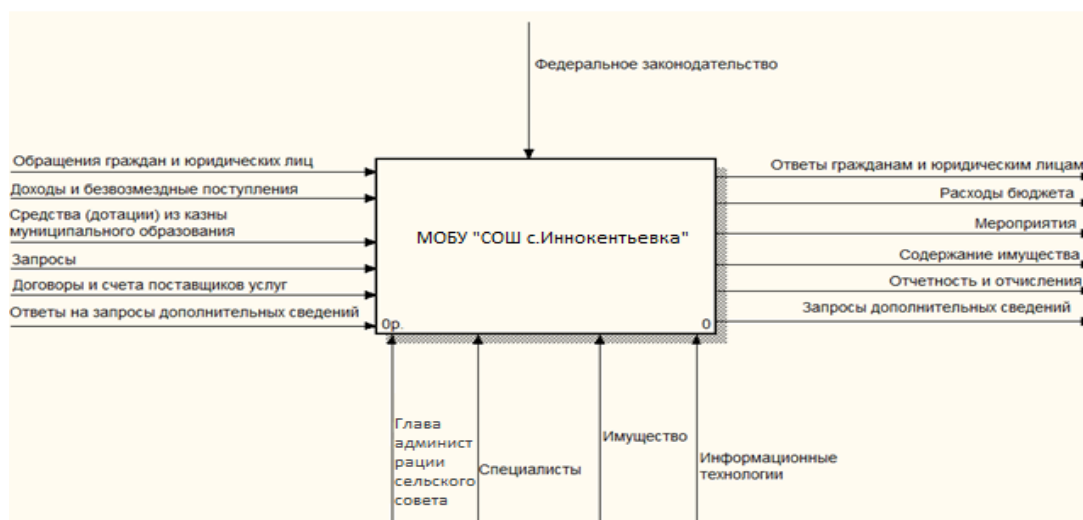 Федеральное законодательство
Обращения граждан и юридических лиц
Доходы и безвозмездные поступления
Средства (дотации) из казны
муниципального образования
Запросы
Договоры и счета поставщиков услуг
Ответы на запросы дополнительных сведений
МОБУ "СОШ с.Иннокентьевка"
0р.
0
Ответы гражданам и юридическим лицам
Расходы бюджета
Мероприятия
Содержание имущества
Отчетность и отчисления
Запросы дополнительных сведений
Глава
админист
рации
сельского
совета
Специалисты
Имущество
Информационные
технологии